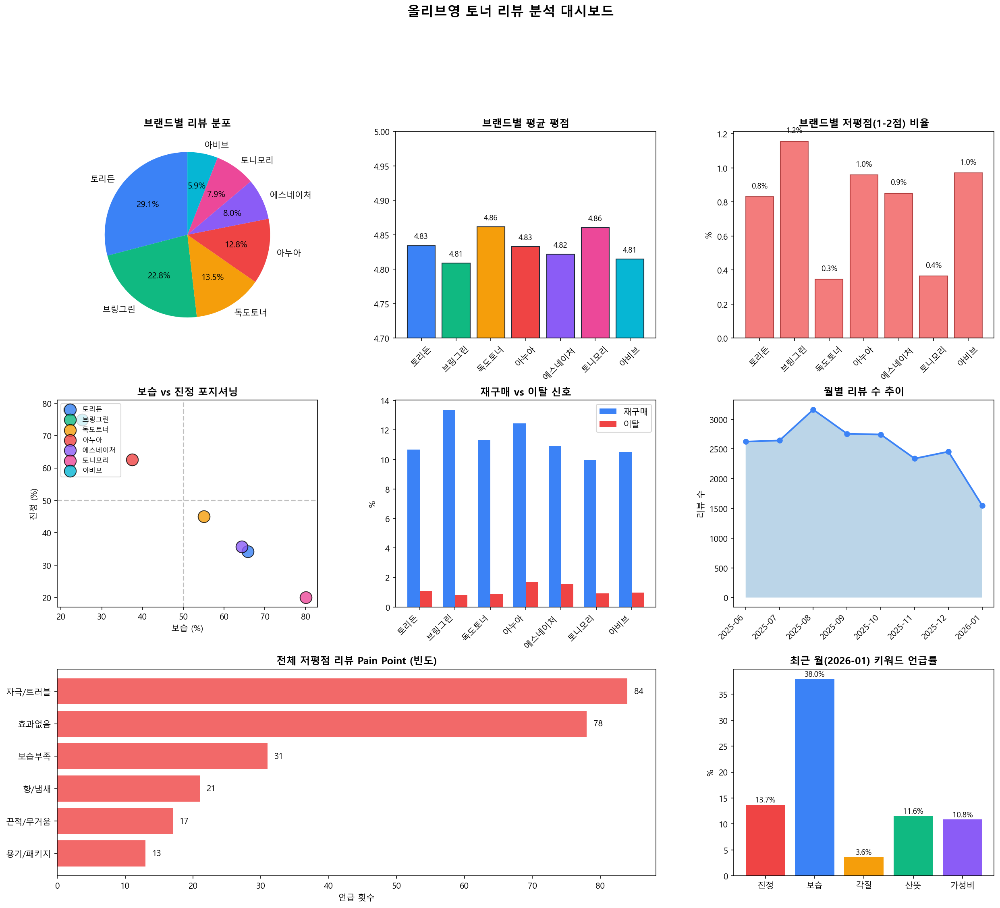 올리브영 토너 리뷰 분석 대시보드
브랜드별 리뷰 분포
토리든
브링그린
독도토너
아누아
에스네이처
토니모리
아비브
29.1%
22.8%
13.5%
12.8%
8.0%
7.9%
5.9%
브랜드별 평균 평점
5.00
4.95
4.90
4.85
4.80
4.75
4.70
4.83
4.81
4.86
4.83
4.82
4.86
4.81
토리든
브링그린
독도토너
아누아
에스네이처
토니모리
아비브
브랜드별 저평점(1-2점) 비율
%
1.2
1.0
0.8
0.6
0.4
0.2
0.0
0.8%
1.2%
0.3%
1.0%
0.9%
0.4%
1.0%
토리든
브링그린
독도토너
아누아
에스네이처
토니모리
아비브
보습 vs 진정 포지셔닝
진정 (%)
80
70
60
50
40
30
20
토리든
브링그린
독도토너
아누아
에스네이처
토니모리
아비브
20
30
40
50
60
70
80
보습 (%)
재구매 vs 이탈 신호
%
14
12
10
8
6
4
2
0
재구매
이탈
토리든
브링그린
독도토너
아누아
에스네이처
토니모리
아비브
월별 리뷰 수 추이
리뷰 수
3000
2500
2000
1500
1000
500
0
2025-06
2025-07
2025-08
2025-09
2025-10
2025-11
2025-12
2026-01
전체 저평점 리뷰 Pain Point (빈도)
자극/트러블
84
효과없음
78
보습부족
31
향/냄새
21
끈적/무거움
17
용기/패키지
13
0
10
20
30
40
50
60
70
80
언급 횟수
최근 월(2026-01) 키워드 언급률
%
35
30
25
20
15
10
5
0
13.7%
38.0%
3.6%
11.6%
10.8%
진정
보습
각질
산뜻
가성비